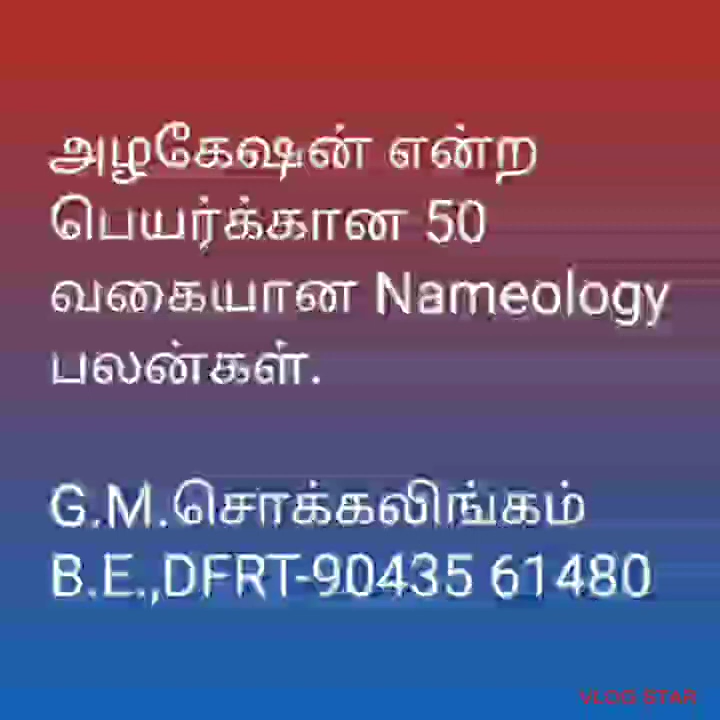 அழகேஷன் என்ற
பெயர்க்கான 50
வகையான Nameology
பலன்கள்.
G.M.சொக்கலிங்கம்
B.E.,DFRT-90435 61480
VLOG STAR